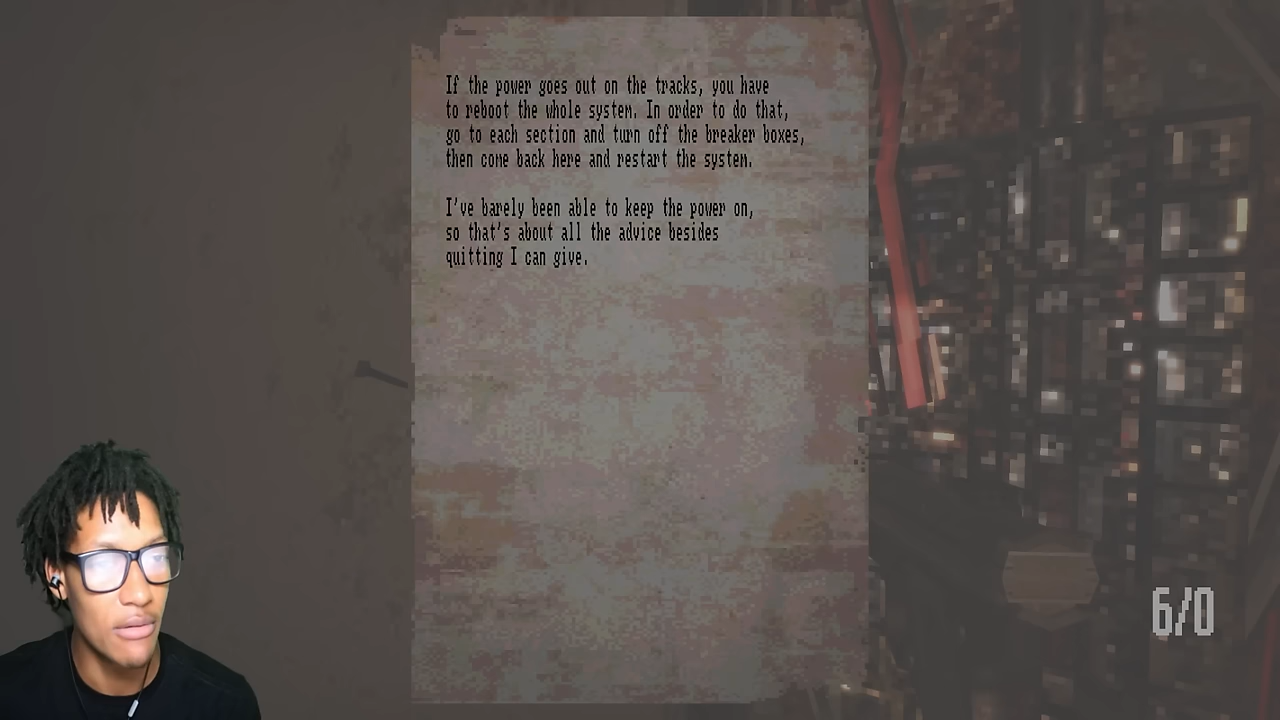 If the power goes out on the tracks, you have
to reboot the whole system. In order to do that,
go to each section and turn off the breaker boxes,
then come back here and restart the system.
I've barely been able to keep the power on,
so that's about all the advice besides
quitting I can give.
6/0